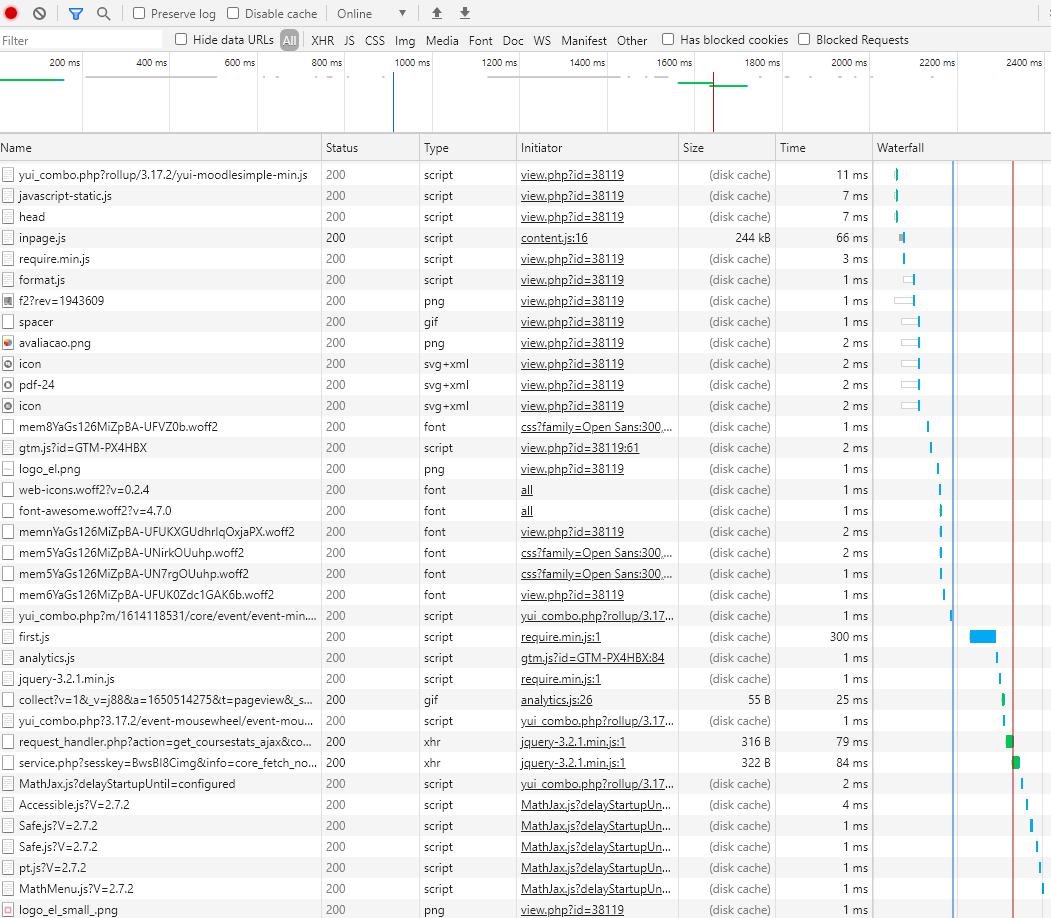 Preserve log Disable cache Online
Filter Hide data URLs All XHR JS CSS Img Media Font Doc WS Manifest Other Has blocked cookies Blocked Requests
200 ms 400 ms 600 ms 800 ms 1000 ms 1200 ms 1400 ms 1600 ms 1800 ms 2000 ms 2200 ms 2400 ms
Name Status Type Initiator Size Time Waterfall
yui_combo.php?rollup/3.17.2/yui-moodlesimple-min.js 200 script view.php?id=38119 (disk cache) 11 ms
javascript-static.js 200 script view.php?id=38119 (disk cache) 7 ms
head 200 script view.php?id=38119 (disk cache) 7 ms
inpage.js 200 script content.js:16 244 kB 66 ms
require.min.js 200 script view.php?id=38119 (disk cache) 3 ms
format.js 200 script view.php?id=38119 (disk cache) 1 ms
f2?rev=1943609 200 png view.php?id=38119 (disk cache) 1 ms
spacer 200 gif view.php?id=38119 (disk cache) 1 ms
avaliacao.png 200 png view.php?id=38119 (disk cache) 2 ms
icon 200 svg+xml view.php?id=38119 (disk cache) 2 ms
pdf-24 200 svg+xml view.php?id=38119 (disk cache) 2 ms
icon 200 svg+xml view.php?id=38119 (disk cache) 2 ms
mem8YaGs126MiZpBA-UFVZ0b.woff2 200 font css?family=Open Sans:300,... (disk cache) 1 ms
gtm.js?id=GTM-PX4HBX 200 script view.php?id=38119:61 (disk cache) 2 ms
logo_el.png 200 png view.php?id=38119 (disk cache) 1 ms
web-icons.woff2?v=0.2.4 200 font all (disk cache) 1 ms
font-awesome.woff2?v=4.7.0 200 font all (disk cache) 1 ms
memnYaGs126MiZpBA-UFUKXGUdhrIqOxjaPX.woff2 200 font view.php?id=38119 (disk cache) 2 ms
mem5YaGs126MiZpBA-UNirkOUuhp.woff2 200 font css?family=Open Sans:300,... (disk cache) 2 ms
mem5YaGs126MiZpBA-UN7rgOUuhp.woff2 200 font css?family=Open Sans:300,... (disk cache) 1 ms
mem6YaGs126MiZpBA-UFUK0Zdc1GAK6b.woff2 200 font view.php?id=38119 (disk cache) 1 ms
yui_combo.php?m/1614118531/core/event/event-min.... 200 script yui_combo.php?rollup/3.17... (disk cache) 1 ms
first.js 200 script require.min.js:1 (disk cache) 300 ms
analytics.js 200 script gtm.js?id=GTM-PX4HBX:84 (disk cache) 1 ms
jquery-3.2.1.min.js 200 script require.min.js:1 (disk cache) 1 ms
collect?v=1&_v=j88&a=1650514275&t=pageview&_s... 200 gif analytics.js:26 55 B 25 ms
yui_combo.php?3.17.2/event-mousewheel/event-mou... 200 script yui_combo.php?rollup/3.17... (disk cache) 1 ms
request_handler.php?action=get_coursestats_ajax&co... 200 xhr jquery-3.2.1.min.js:1 316 B 79 ms
service.php?sesskey=BwsBI8Cimg&info=core_fetch_no... 200 xhr jquery-3.2.1.min.js:1 322 B 84 ms
MathJax.js?delayStartupUntil=configured 200 script yui_combo.php?rollup/3.17... (disk cache) 2 ms
Accessible.js?V=2.7.2 200 script MathJax.js?delayStartupUn... (disk cache) 4 ms
Safe.js?V=2.7.2 200 script MathJax.js?delayStartupUn... (disk cache) 1 ms
Safe.js?V=2.7.2 200 script MathJax.js?delayStartupUn... (disk cache) 1 ms
pt.js?V=2.7.2 200 script MathJax.js?delayStartupUn... (disk cache) 1 ms
MathMenu.js?V=2.7.2 200 script MathJax.js?delayStartupUn... (disk cache) 1 ms
logo_el_small_.png 200 png view.php?id=38119 (disk cache) 1 ms